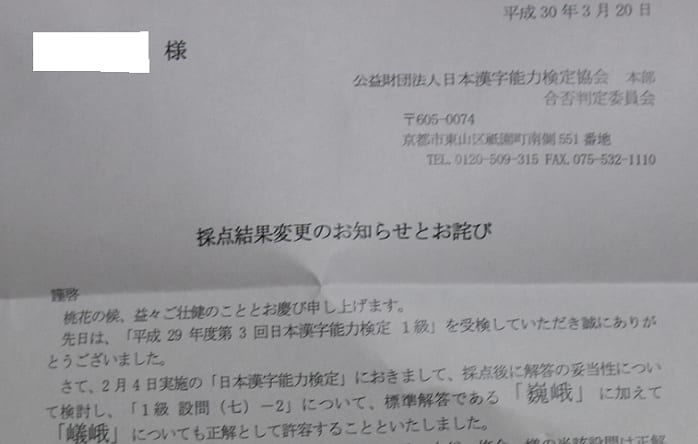 平成30年3月20日
様
公益財団法人日本漢字能力検定協会 本部
合否判定委員会
〒605-0074
京都市東山区祇園町南側551番地
TEL. 0120-509-315 FAX. 075-532-1110
採点結果変更のお知らせとお詫び
謹啓
桃花の候、益々ご壮健のこととお慶び申し上げます。
先日は、「平成29年度第3回日本漢字能力検定 1級」を受検していただき誠にありが
とうございました。
さて、2月4日実施の「日本漢字能力検定」におきまして、採点後に解答の妥当性につい
て検討し、「1級 設問(七)-2」について、標準解答である「巍峨」に加えて
「巇峨」についても正解として許容することといたしました。